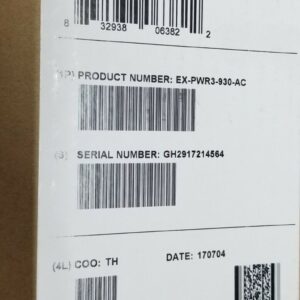 8 32938 06382 2
(1P) PRODUCT NUMBER: EX-PWR3-930-AC
(S) SERIAL NUMBER: GH2917214564
(4L) COO: TH DATE: 170704